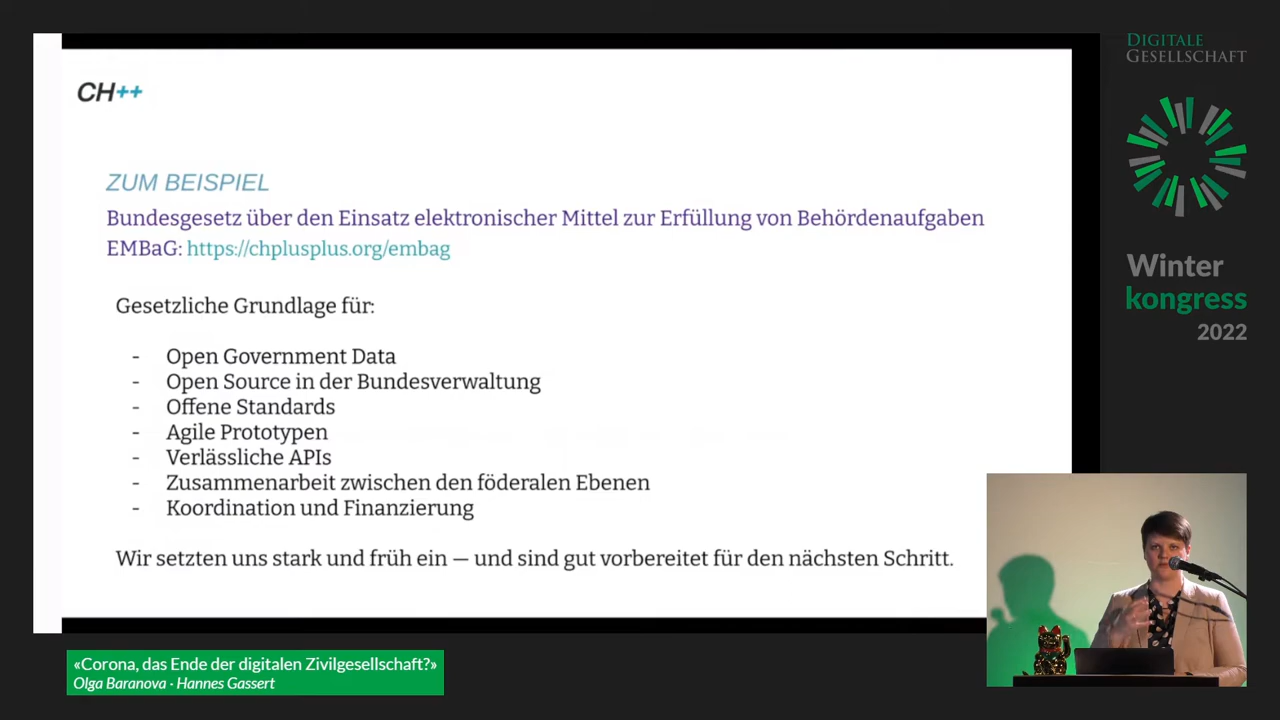 CH++
ZUM BEISPIEL
Bundesgesetz über den Einsatz elektronischer Mittel zur Erfüllung von Behördenaufgaben
EMBaG: https://chplusplus.org/embag
Gesetzliche Grundlage für:
- Open Government Data
- Open Source in der Bundesverwaltung
- Offene Standards
- Agile Prototypen
- Verlässliche APIs
- Zusammenarbeit zwischen den föderalen Ebenen
- Koordination und Finanzierung
Wir setzten uns stark und früh ein — und sind gut vorbereitet für den nächsten Schritt.
DIGITALE
GESELLSCHAFT
Winter
kongress
2022
«Corona, das Ende der digitalen Zivilgesellschaft?»
Olga Baranova · Hannes Gassert